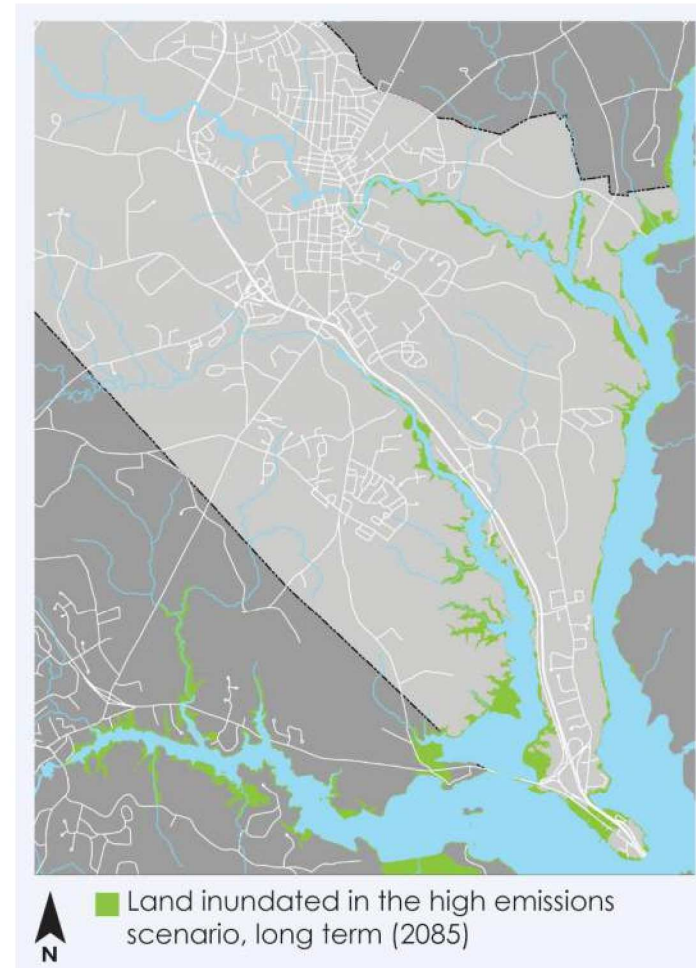 Land inundated in the high emissions
scenario, long term (2085)
N